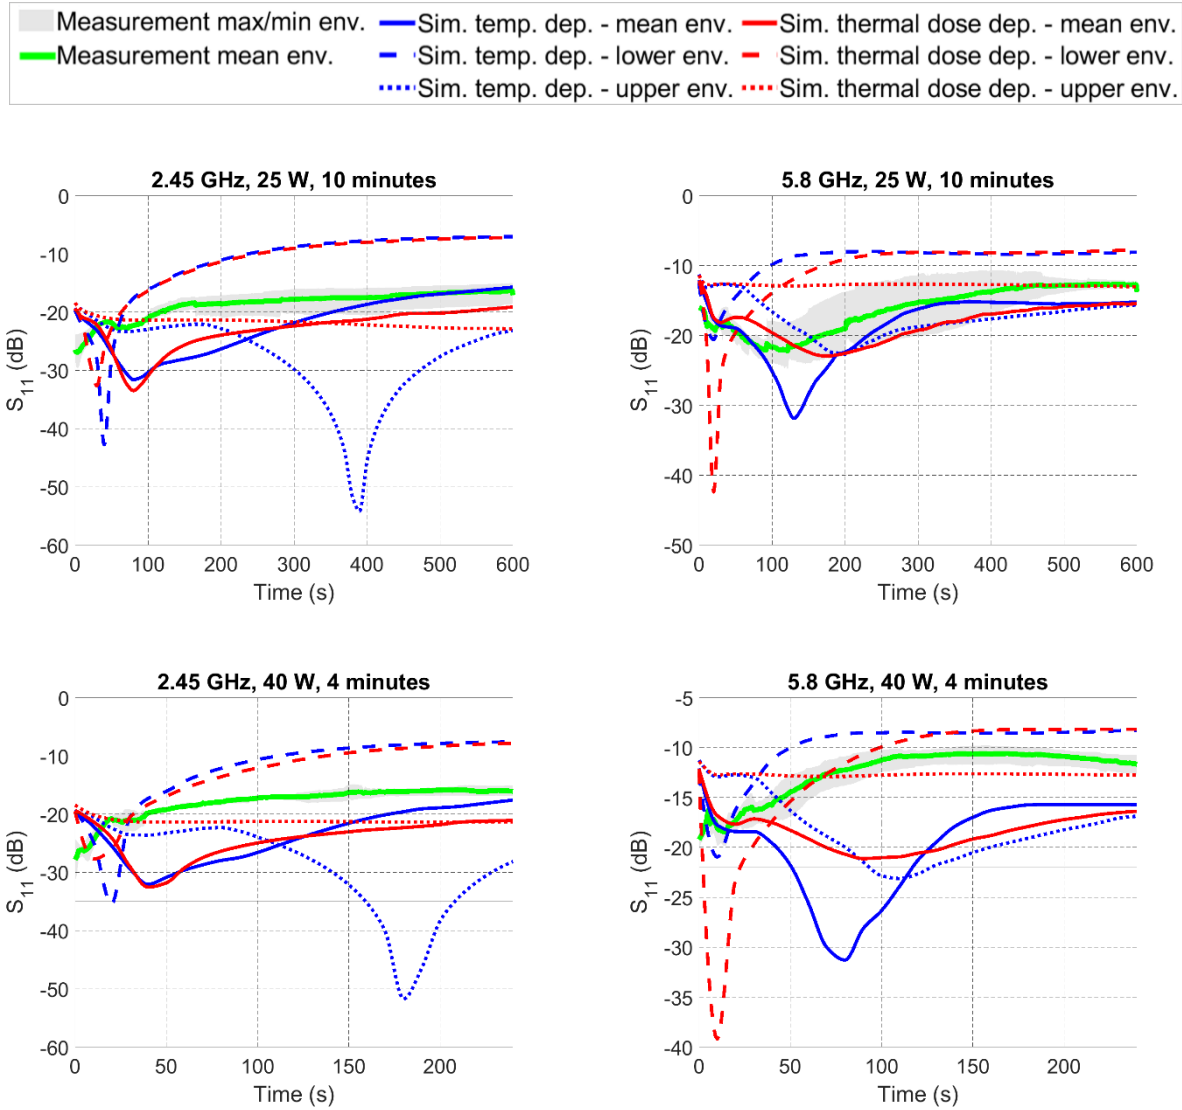 Measurement max/min env.
Measurement mean env.
Sim. temp. dep. - mean env.
Sim. temp. dep. - lower env.
Sim. temp. dep. - upper env.
Sim. thermal dose dep. - mean env.
Sim. thermal dose dep. - lower env.
Sim. thermal dose dep. - upper env.
2.45 GHz, 25 W, 10 minutes
0
-10
-20
-30
-40
-50
-60
S11 (dB)
0 100 200 300 400 500 600
Time (s)
5.8 GHz, 25 W, 10 minutes
0
-10
-20
-30
-40
-50
S11 (dB)
0 100 200 300 400 500 600
Time (s)
2.45 GHz, 40 W, 4 minutes
0
-10
-20
-30
-40
-50
-60
S11 (dB)
0 50 100 150 200
Time (s)
5.8 GHz, 40 W, 4 minutes
-5
-10
-15
-20
-25
-30
-35
-40
S11 (dB)
0 50 100 150 200
Time (s)